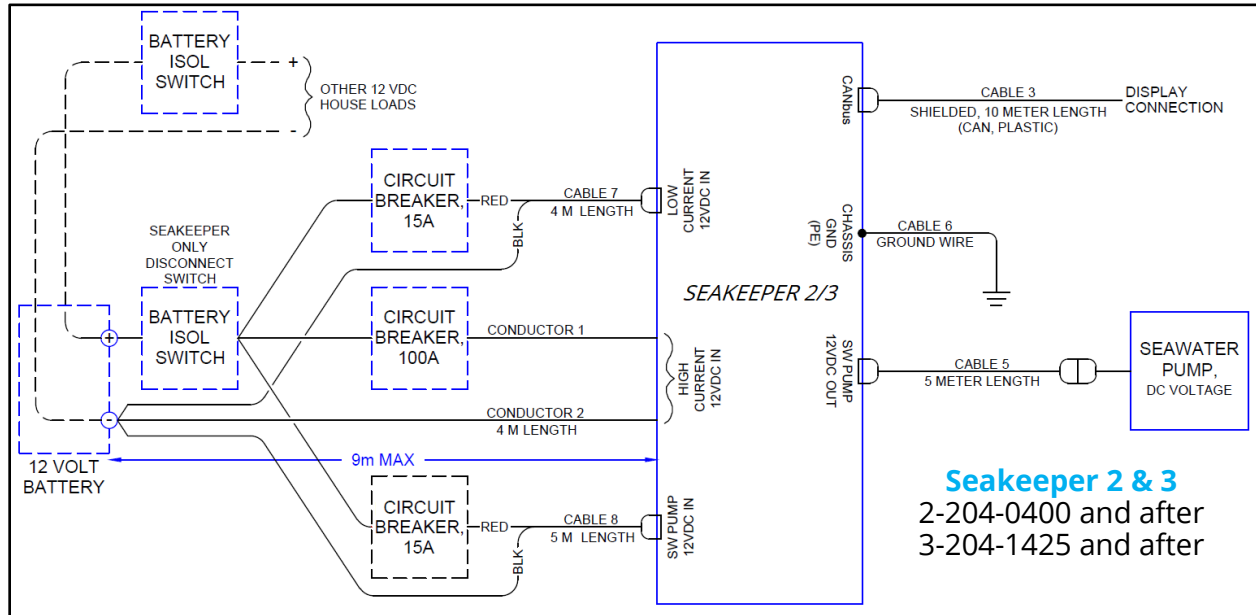 BATTERY
ISOL
SWITCH
+
-
OTHER 12 VDC
HOUSE LOADS
SEAKEEPER
ONLY
DISCONNECT
SWITCH
BATTERY
ISOL
SWITCH
+
-
12 VOLT
BATTERY
CIRCUIT
BREAKER,
15A
RED
BLK
CABLE 7
4 M LENGTH
CIRCUIT
BREAKER,
100A
CONDUCTOR 1
CONDUCTOR 2
4 M LENGTH
9m MAX
CIRCUIT
BREAKER,
15A
RED
BLK
CABLE 8
5 M LENGTH
LOW
CURRENT
12VDC IN
HIGH
CURRENT
12VDC IN
SW PUMP
12VDC IN
SEAKEEPER 2/3
CANbus
CABLE 3
SHIELDED, 10 METER LENGTH
(CAN, PLASTIC)
DISPLAY
CONNECTION
CHASSIS
GND
(PE)
CABLE 6
GROUND WIRE
SW PUMP
12VDC OUT
CABLE 5
5 METER LENGTH
SEAWATER
PUMP,
DC VOLTAGE
Seakeeper 2 & 3
2-204-0400 and after
3-204-1425 and after